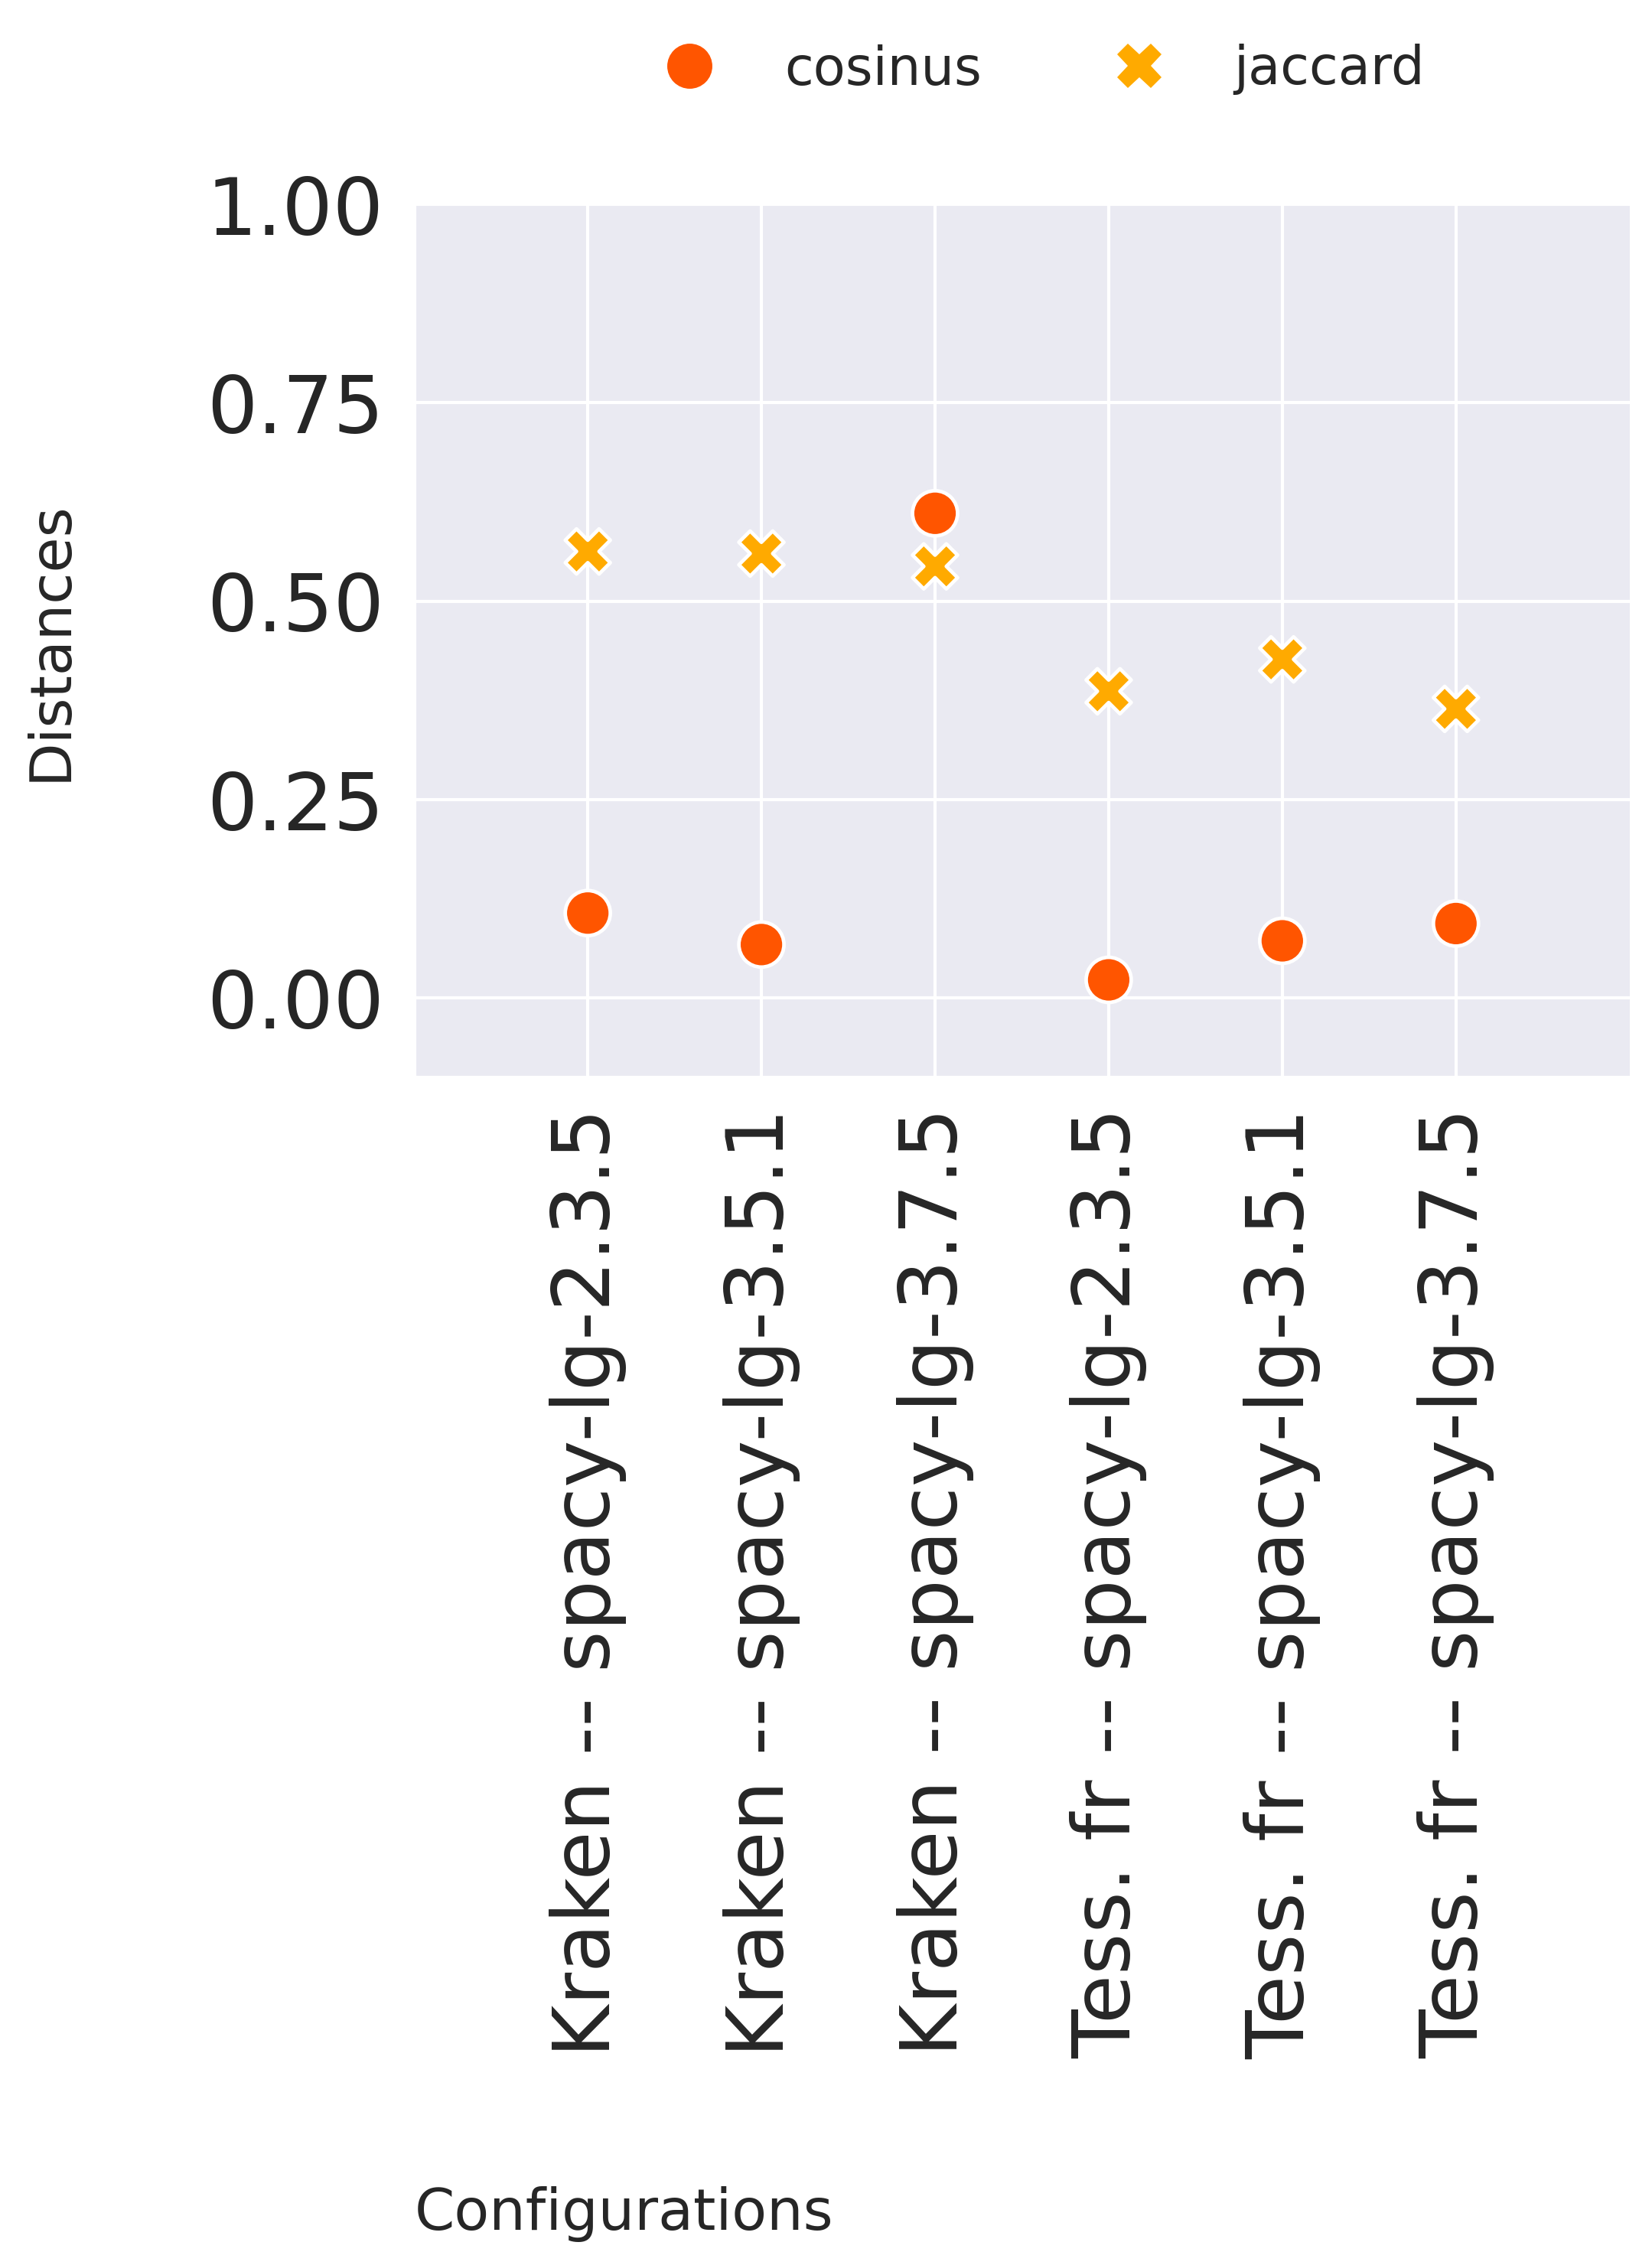 cosinus jaccard
1.00
0.75
0.50
0.25
0.00
Distances
Kraken -- spacy-lg-2.3.5
Kraken -- spacy-lg-3.5.1
Kraken -- spacy-lg-3.7.5
Tess. fr -- spacy-lg-2.3.5
Tess. fr -- spacy-lg-3.5.1
Tess. fr -- spacy-lg-3.7.5
Configurations